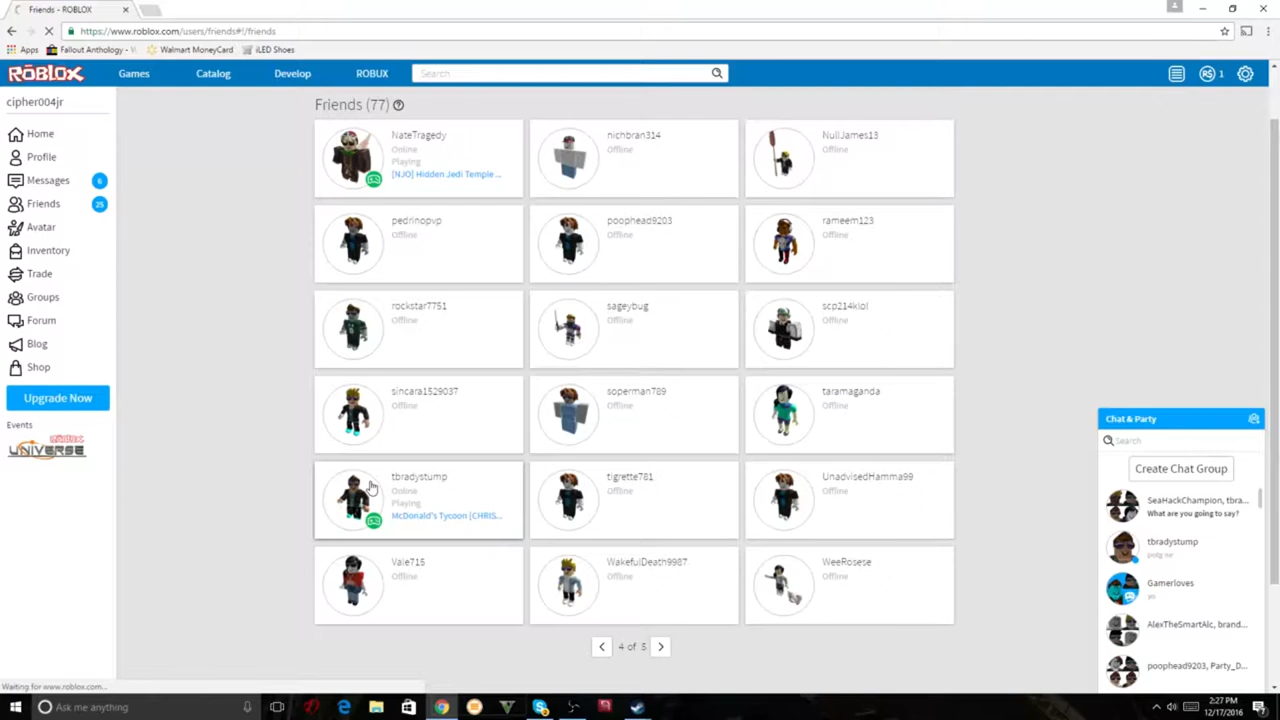 Friends - ROBLOX
https://www.roblox.com/users/friends#!/friends
Apps Fallout Anthology - Walmart MoneyCard iLED Shoes
ROBLOX Games Catalog Develop ROBUX Search R$ 1
cipher004jr
Home
Profile
Messages 6
Friends 25
Avatar
Inventory
Trade
Groups
Forum
Blog
Shop
Upgrade Now
Events
ROBLOX
UNIVERSE
Friends (77)
NateTragedy
Online
Playing
[NJO] Hidden Jedi Temple ...
nichbran314
Offline
NullJames13
Offline
pedrinopvp
Offline
poophead9203
Offline
rameem123
Offline
rockstar7751
Offline
sageybug
Offline
scp214klol
Offline
sincara1529037
Offline
soperman789
Offline
taramaganda
Offline
tbradystump
Online
Playing
McDonald's Tycoon [CHRIS...
tigrette781
Offline
UnadvisedHamma99
Offline
Vale715
Offline
WakefulDeath9987
Offline
WeeRosese
Offline
4 of 5
Chat & Party
Search
Create Chat Group
SeaHackChampion, tbra...
What are you going to say?
tbradystump
potg ne
Gamerloves
yo
AlexTheSmartAlc, brand...
poophead9203, Party_D...
Waiting for www.roblox.com...
Ask me anything
2:27 PM
12/17/2016